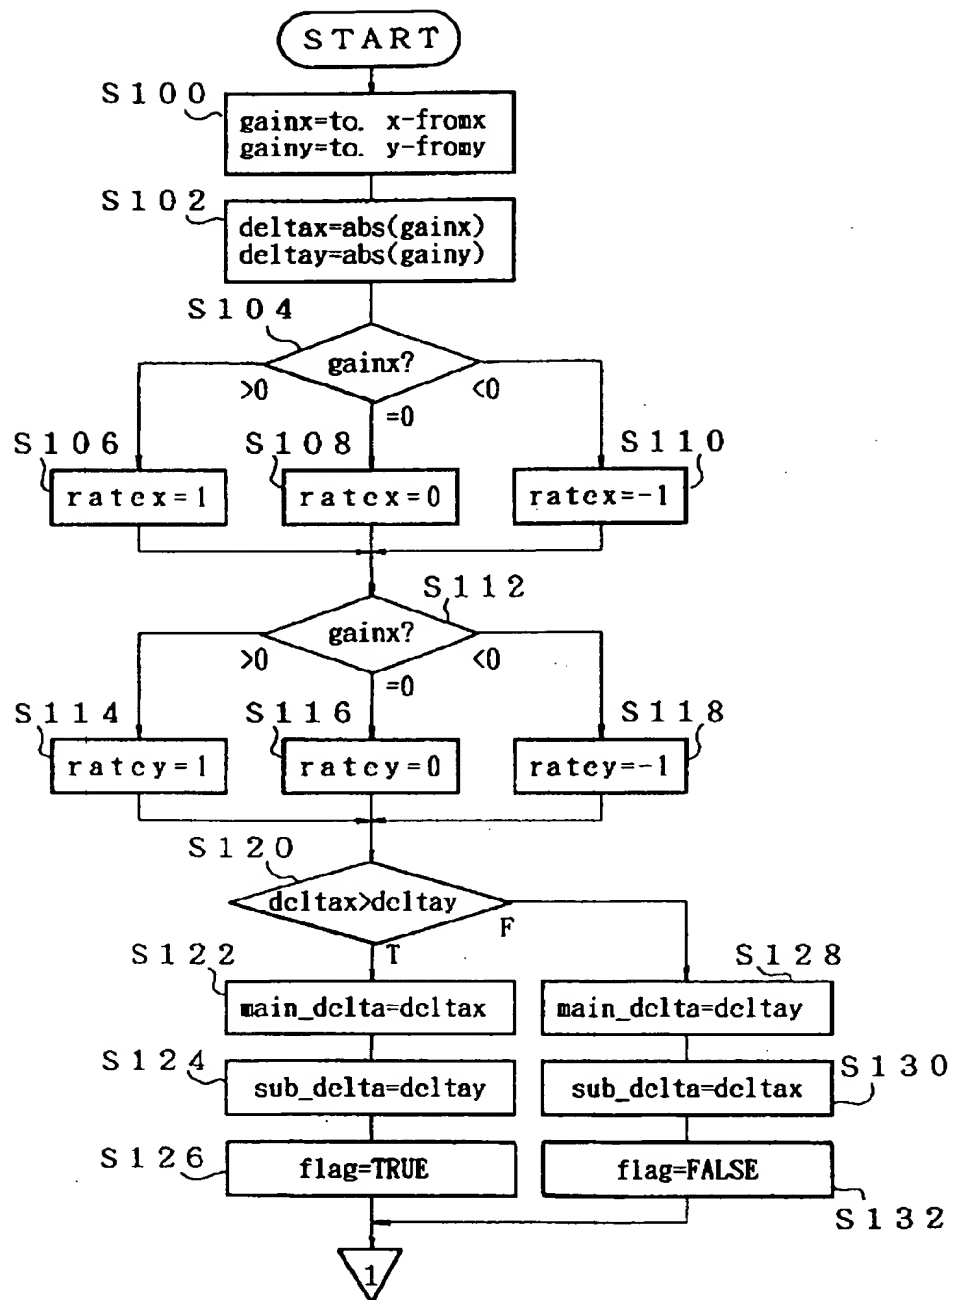 START
S100
gainx=to. x-fromx
gainy=to. y-fromy
S102
deltax=abs(gainx)
deltay=abs(gainy)
S104
gainx?
>0
=0
<0
S106
S108
S110
ratex=1
ratex=0
ratex=-1
S112
gainx?
>0
=0
<0
S114
S116
S118
ratey=1
ratey=0
ratey=-1
S120
deltax>deltay
T
F
S122
S128
main_delta=deltax
main_delta=deltay
S124
S130
sub_delta=deltay
sub_delta=deltax
S126
flag=TRUE
flag=FALSE
S132
1